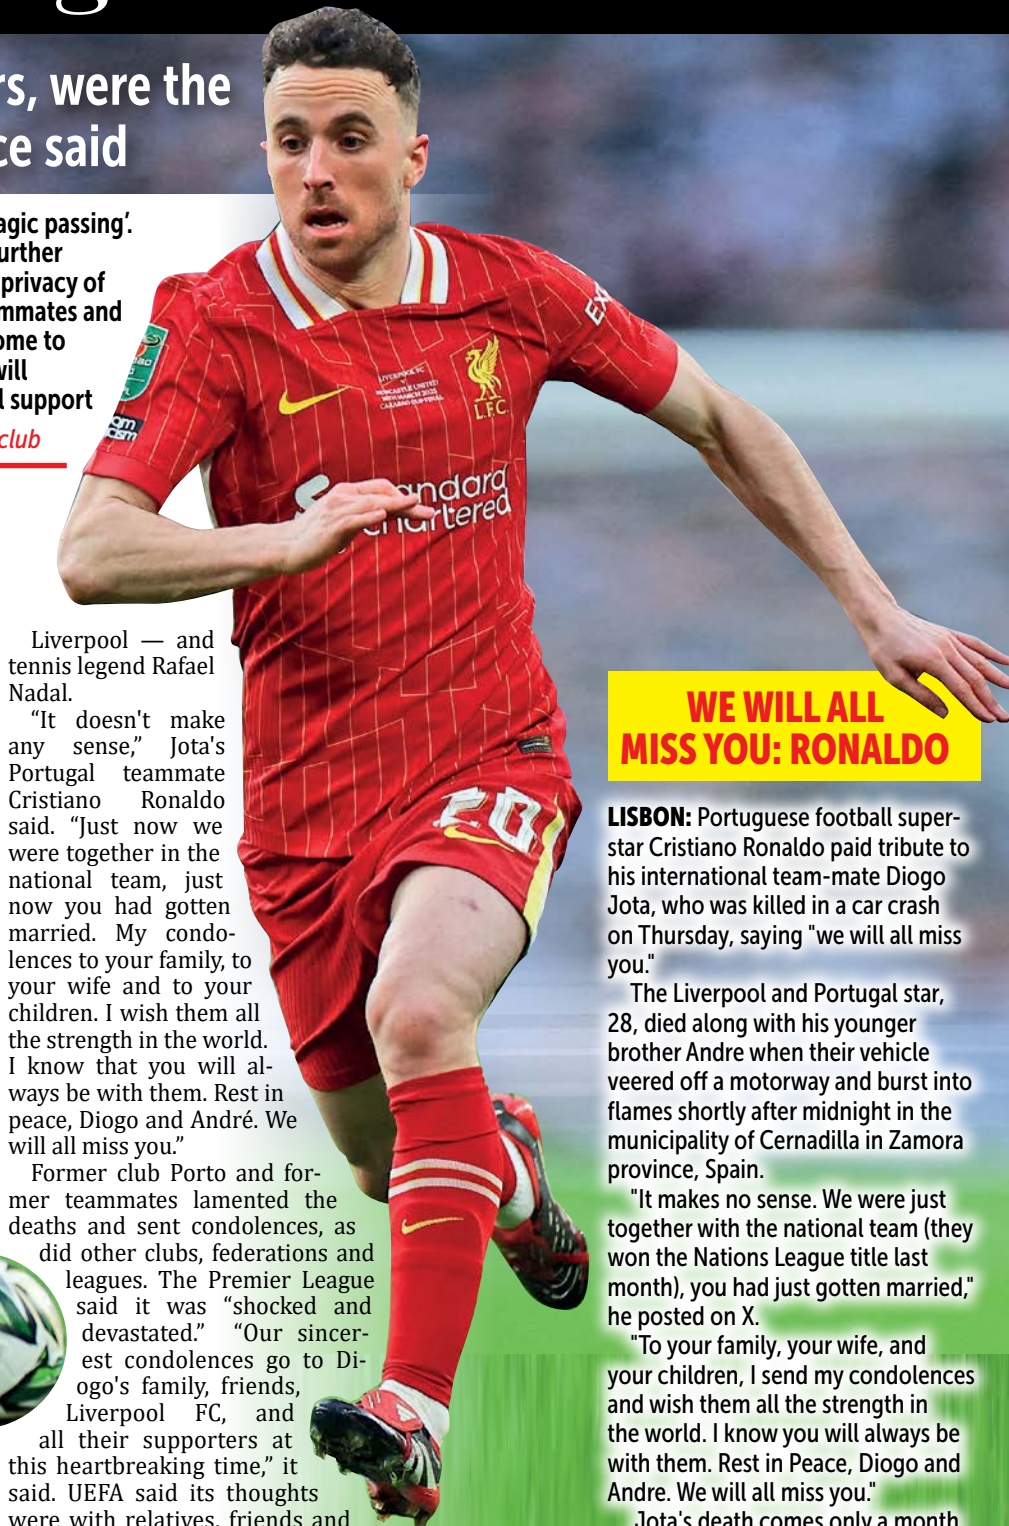 rs, were the
ce said
agic passing'.
urther
privacy of
mmates and
ome to
will
l support
club
Liverpool — and
tennis legend Rafael
Nadal.
“It doesn't make
any sense,” Jota's
Portugal teammate
Cristiano Ronaldo
said. “Just now we
were together in the
national team, just
now you had gotten
married. My condo-
lences to your family, to
your wife and to your
children. I wish them all
the strength in the world.
I know that you will al-
ways be with them. Rest in
peace, Diogo and André. We
will all miss you.”
Former club Porto and for-
mer teammates lamented the
deaths and sent condolences, as
did other clubs, federations and
leagues. The Premier League
said it was “shocked and
devastated.” “Our sincer-
est condolences go to Di-
ogo's family, friends,
Liverpool FC, and
all their supporters at
this heartbreaking time,” it
said. UEFA said its thoughts
were with relatives, friends and
Ex
LIVERPOOL FC
V
NEWCASTLE UNITED
16TH MARCH 2025
CARABAO CUP FINAL
L.F.C.
andard
chartered
20
WE WILL ALL
MISS YOU: RONALDO
LISBON: Portuguese football super-
star Cristiano Ronaldo paid tribute to
his international team-mate Diogo
Jota, who was killed in a car crash
on Thursday, saying "we will all miss
you."
The Liverpool and Portugal star,
28, died along with his younger
brother Andre when their vehicle
veered off a motorway and burst into
flames shortly after midnight in the
municipality of Cernadilla in Zamora
province, Spain.
"It makes no sense. We were just
together with the national team (they
won the Nations League title last
month), you had just gotten married,"
he posted on X.
"To your family, your wife, and
your children, I send my condolences
and wish them all the strength in
the world. I know you will always be
with them. Rest in Peace, Diogo and
Andre. We will all miss you."
Jota's death comes only a month